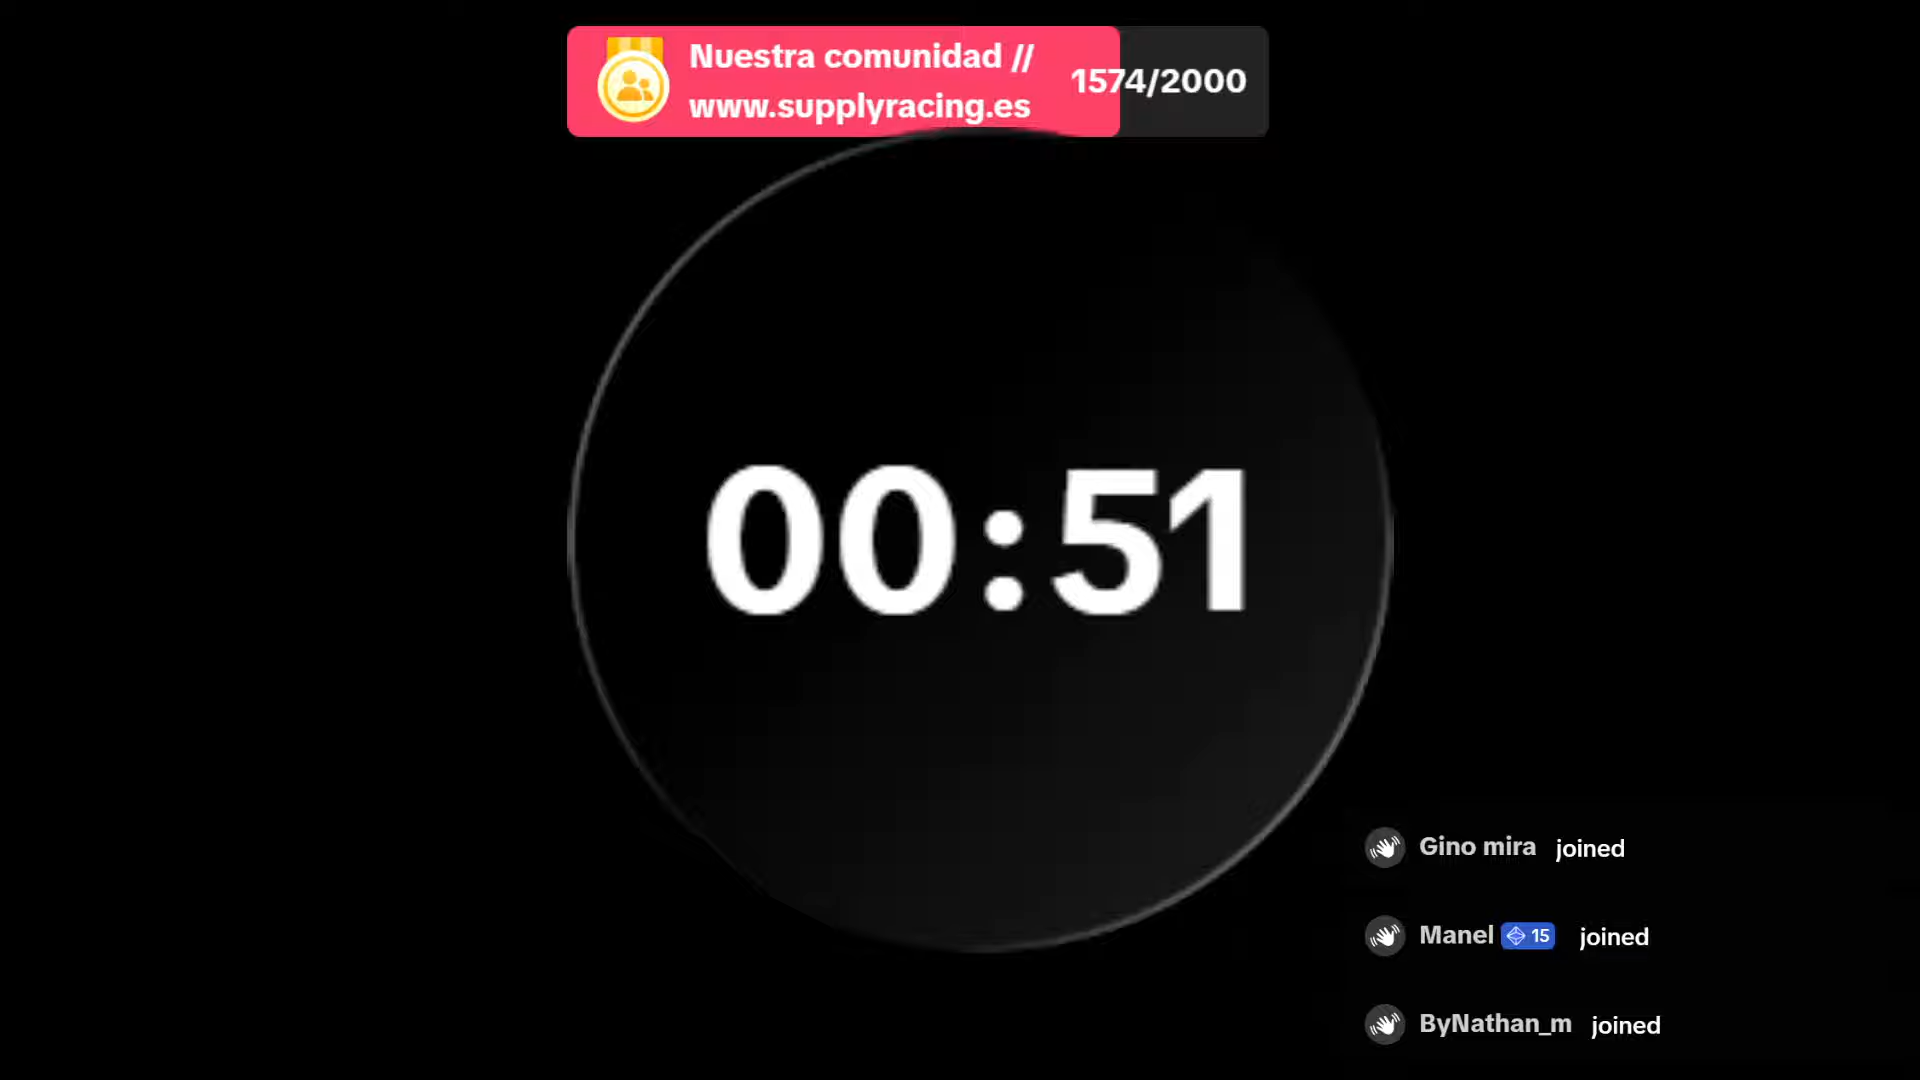 Nuestra comunidad //
www.supplyracing.es
1574/2000
00:51
Gino mira joined
Manel 15 joined
ByNathan_m joined